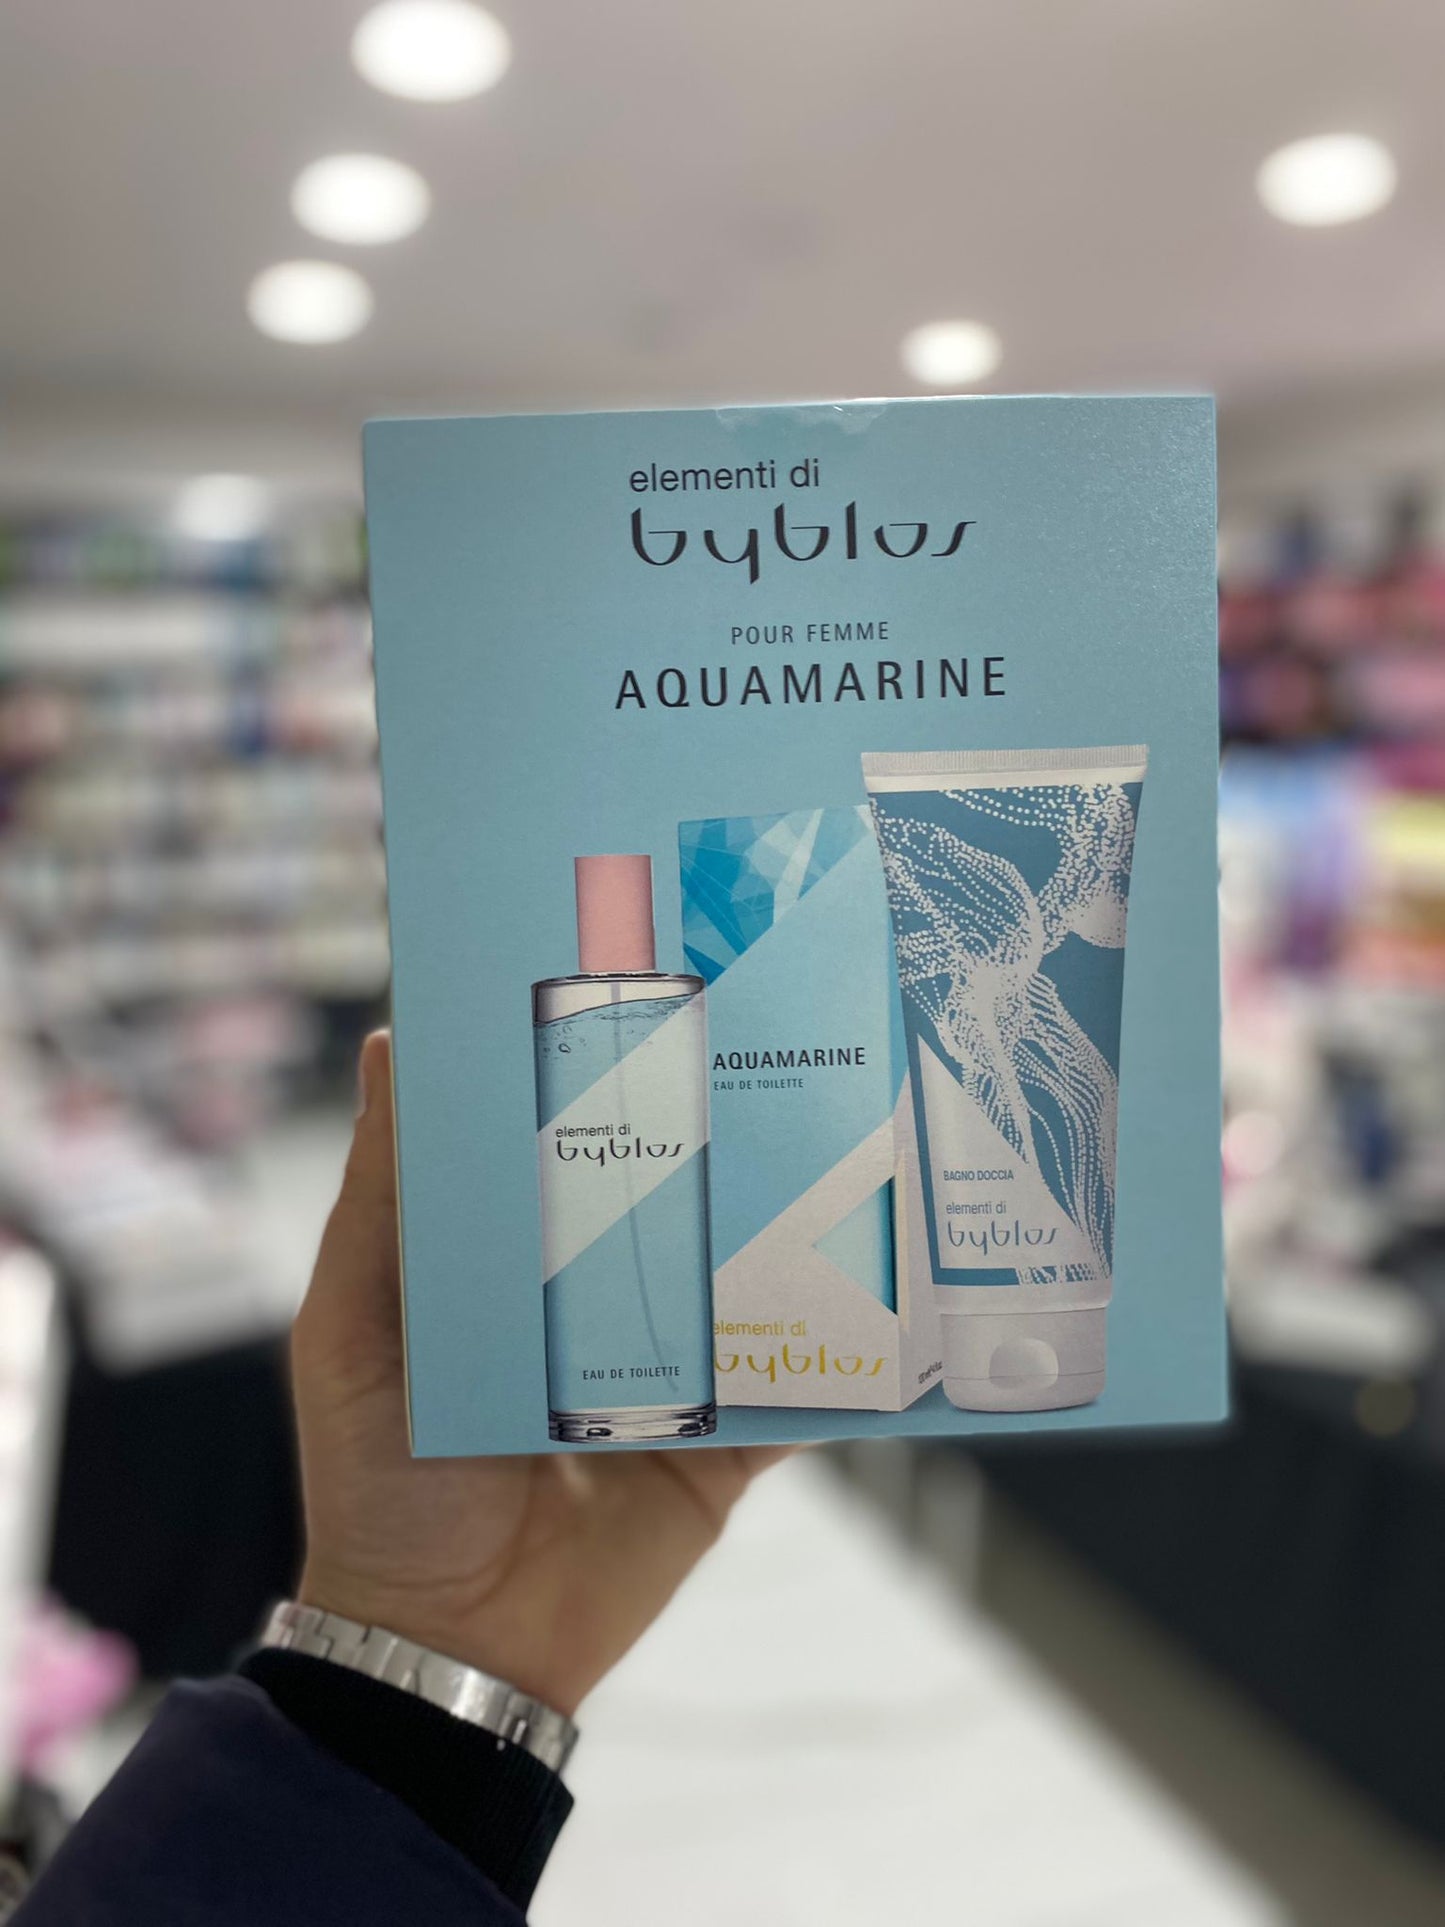 elementi di
byblos
POUR FEMME
AQUAMARINE
AQUAMARINE
EAU DE TOILETTE
elementi di
byblos
EAU DE TOILETTE
BAGNO DOCCIA
elementi di
byblos
elementi di
byblos